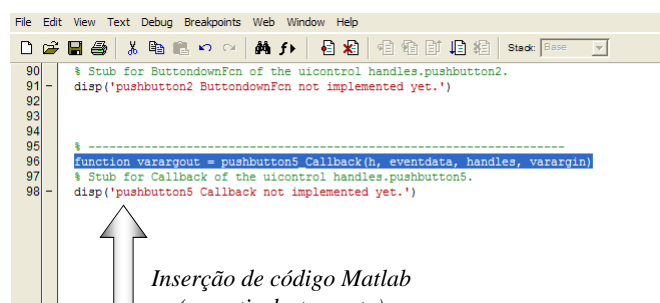 File Edit View Text Debug Breakpoints Web Window Help
Stack: Base
90 % Stub for ButtondownFcn of the uicontrol handles.pushbutton2.
91 - disp('pushbutton2 ButtondownFcn not implemented yet.')
92
93
94
95 % --------------------------------------------------------------------
96 function varargout = pushbutton5_Callback(h, eventdata, handles, varargin)
97 % Stub for Callback of the uicontrol handles.pushbutton5.
98 - disp('pushbutton5 Callback not implemented yet.')
Inserção de código Matlab